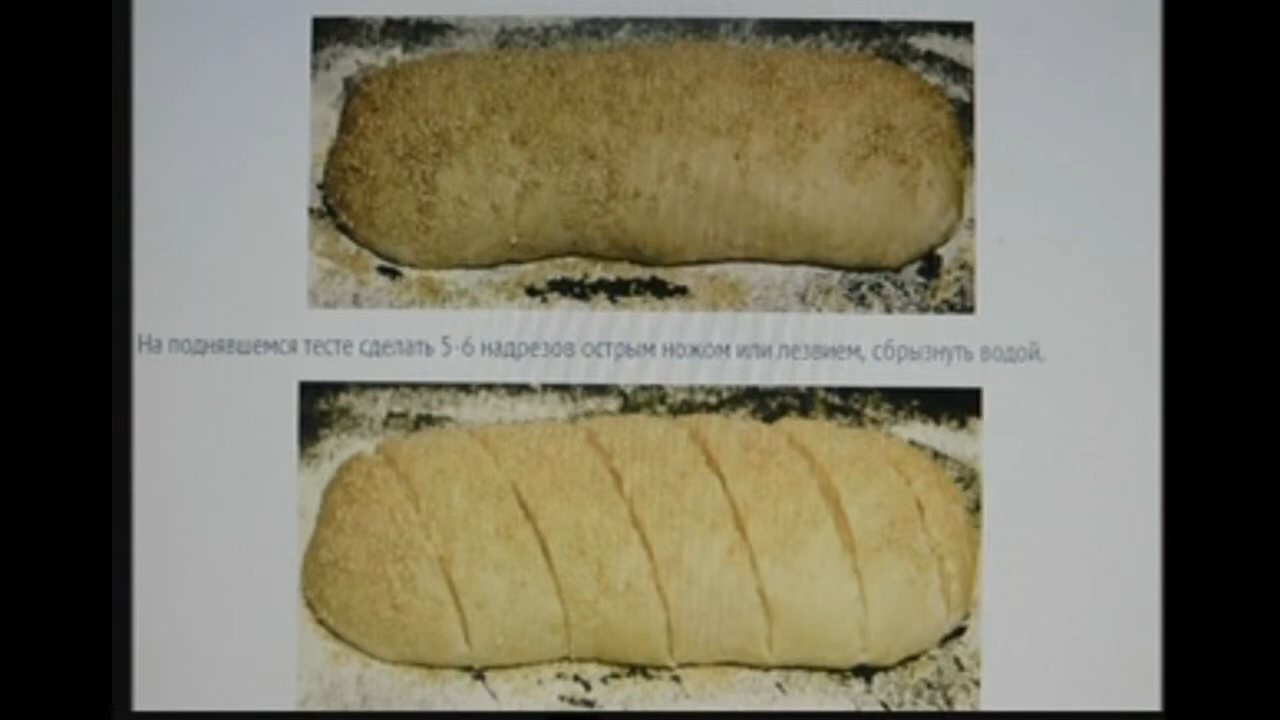 На поднявшемся тесте сделать 5-6 надрезов острым ножом или лезвием, сбрызнуть водой.